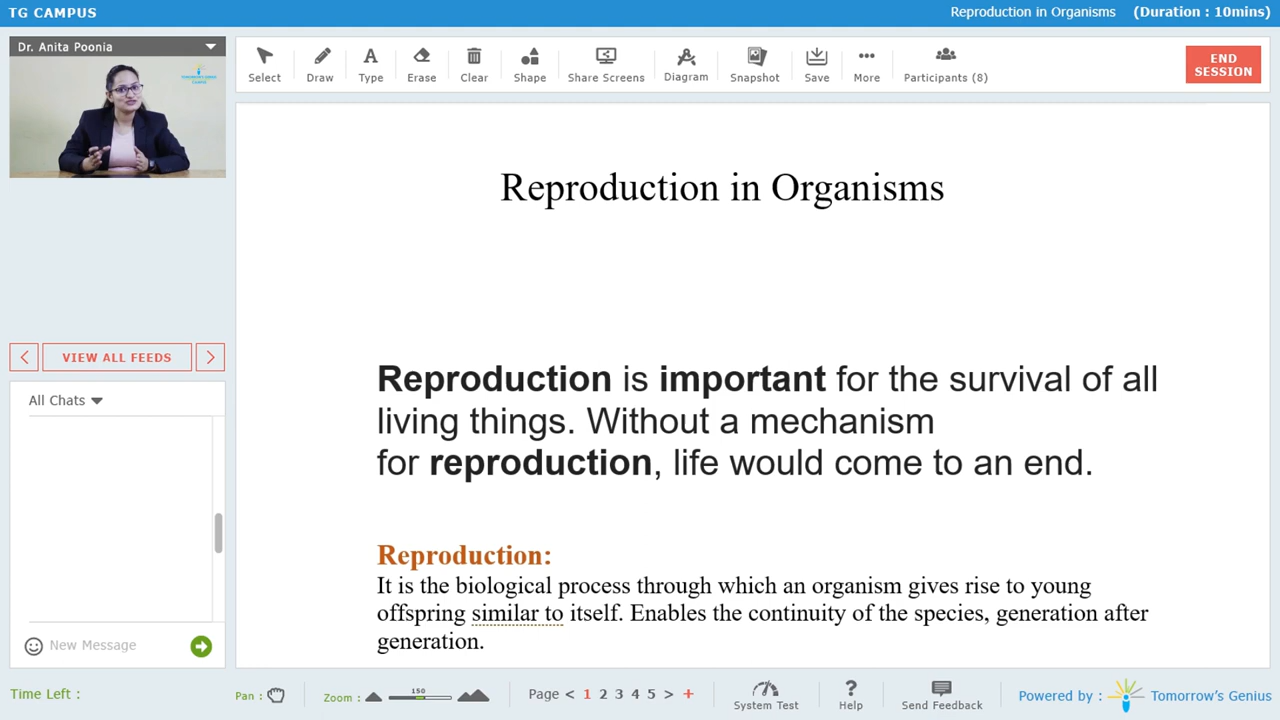 TG CAMPUS
Reproduction in Organisms (Duration : 10mins)
Dr. Anita Poonia
TOMORROW'S GENIUS
CAMPUS
Select Draw Type Erase Clear Shape Share Screens Diagram Snapshot Save More Participants (8)
END
SESSION
Reproduction in Organisms
Reproduction is important for the survival of all
living things. Without a mechanism
for reproduction, life would come to an end.
VIEW ALL FEEDS
All Chats
Reproduction:
It is the biological process through which an organism gives rise to young
offspring similar to itself. Enables the continuity of the species, generation after
generation.
New Message
Time Left :
Pan :
Zoom :
150
Page < 1 2 3 4 5 > +
System Test
Help
Send Feedback
Powered by : Tomorrow's Genius